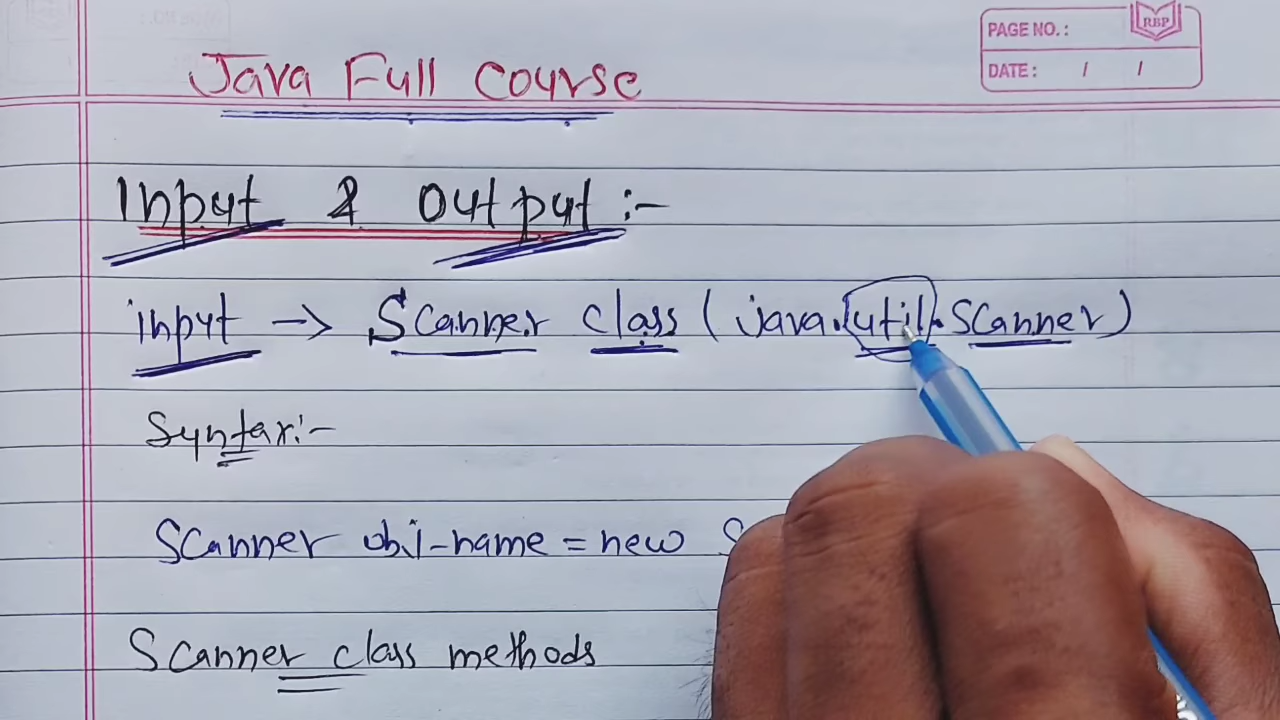 RBP
PAGE NO.:
DATE: / /
Java Full Course
Input & Output :-
input -> Scanner class (java.util.Scanner)
Syntax:-
Scanner obj-name = new S
Scanner class methods